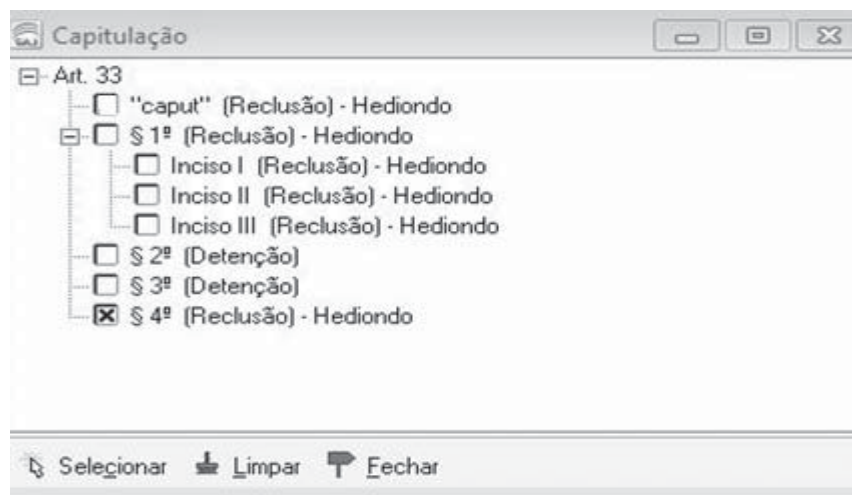 Capitulação
Art. 33
"caput" (Reclusão) - Hediondo
§ 1º (Reclusão) - Hediondo
Inciso I (Reclusão) - Hediondo
Inciso II (Reclusão) - Hediondo
Inciso III (Reclusão) - Hediondo
§ 2º (Detenção)
§ 3º (Detenção)
§ 4º (Reclusão) - Hediondo
Selecionar Limpar Fechar